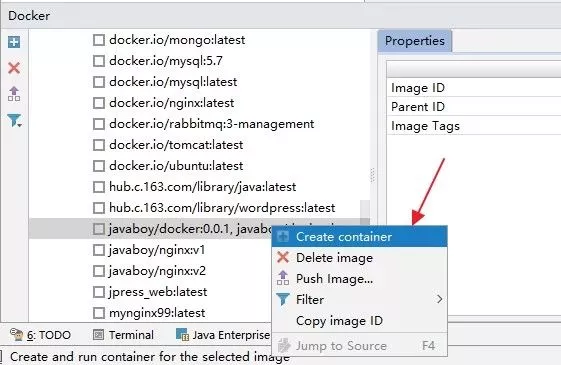 Docker
docker.io/mongo:latest
docker.io/mysql:5.7
docker.io/mysql:latest
docker.io/nginx:latest
docker.io/rabbitmq:3-management
docker.io/tomcat:latest
docker.io/ubuntu:latest
hub.c.163.com/library/java:latest
hub.c.163.com/library/wordpress:latest
javaboy/docker:0.0.1, javaboy
javaboy/nginx:v1
javaboy/nginx:v2
jpress_web:latest
mynginx99:latest
Properties
Image ID
Parent ID
Image Tags
Create container
Delete image
Push Image...
Filter
Copy image ID
Jump to Source F4
6: TODO
Terminal
Java Enterprise
Create and run container for the selected image